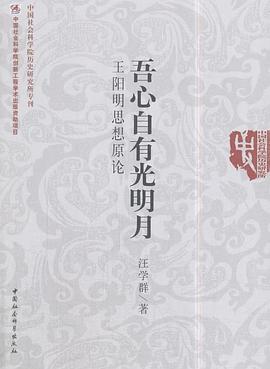 中国社会科学院历史研究所专刊
中国社会科学院创新工程学术出版资助项目
吾心自有光明月
王阳明思想原论
汪学群／著
中国社会科学出版社